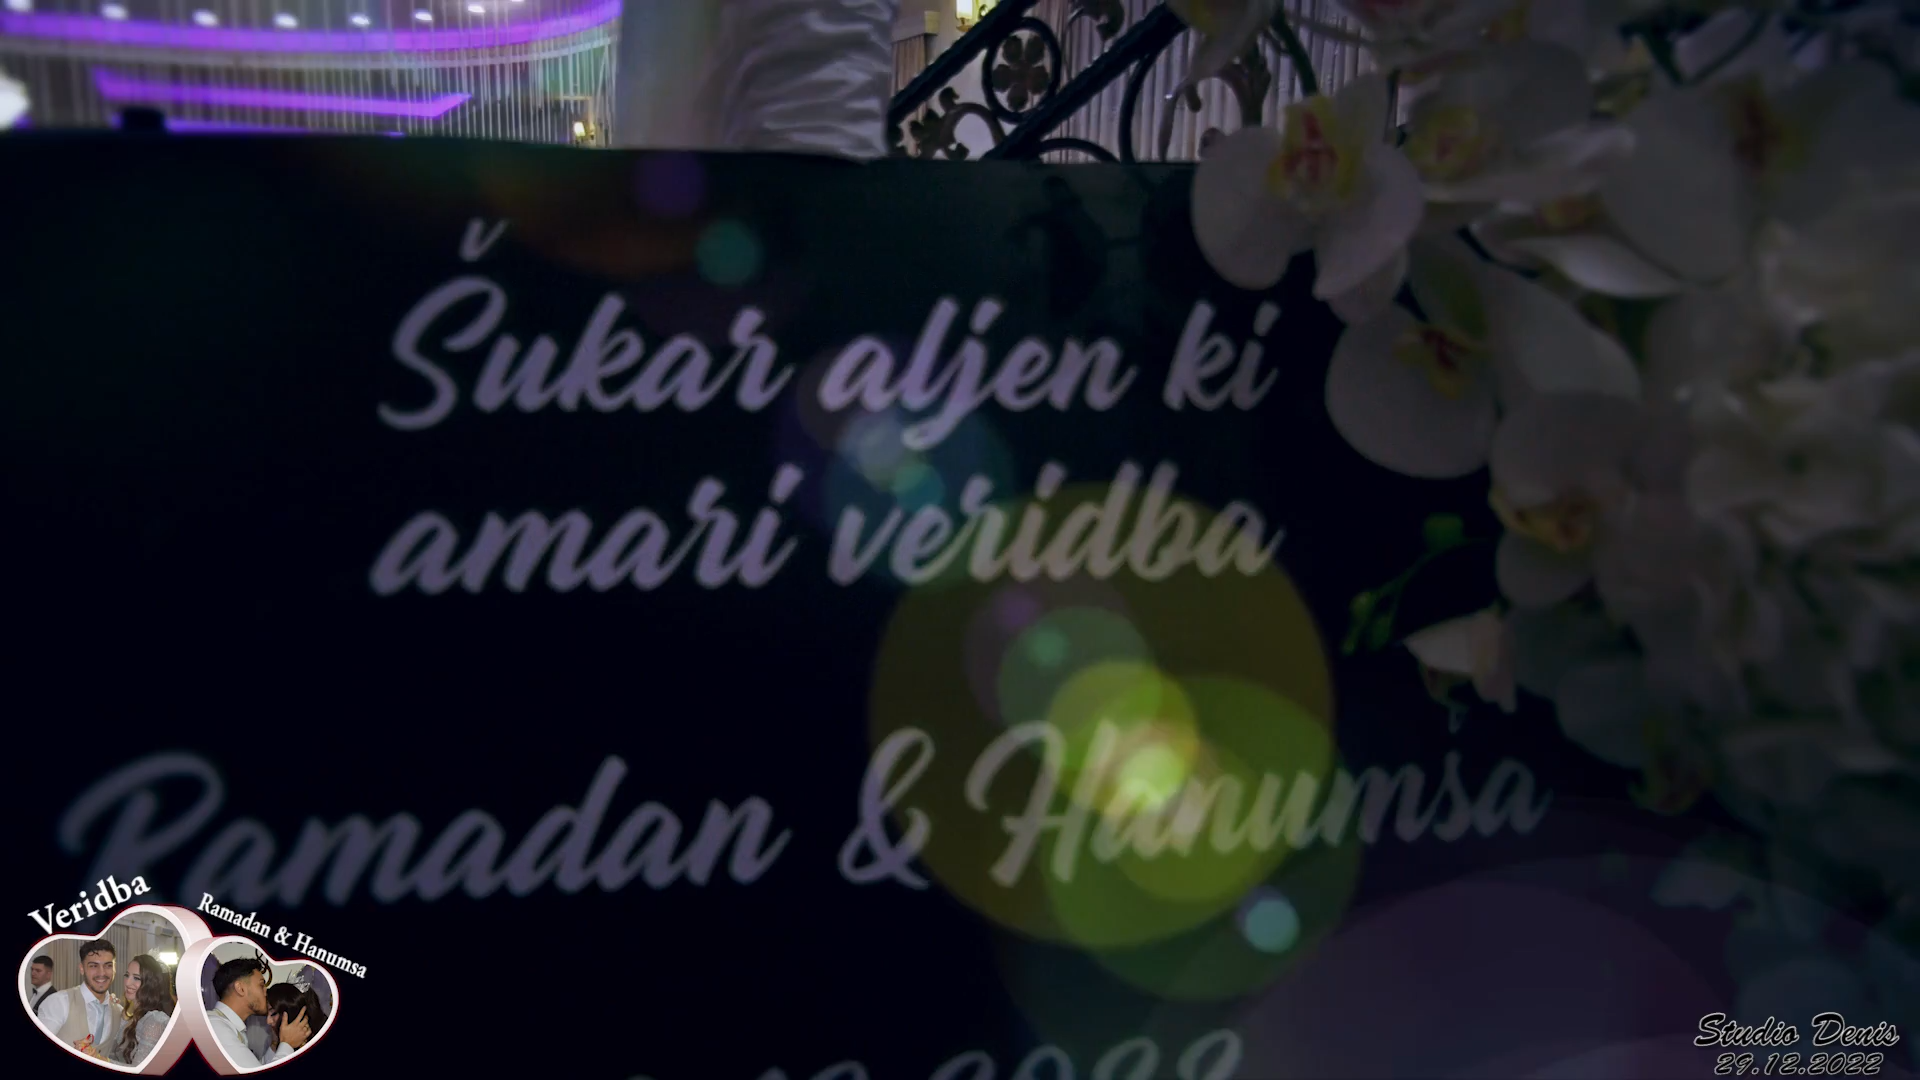 Šukar aljen ki
amari veridba
Ramadan & Hanumsa
Veridba
Ramadan & Hanumsa
Studio Denis
29.12.2022